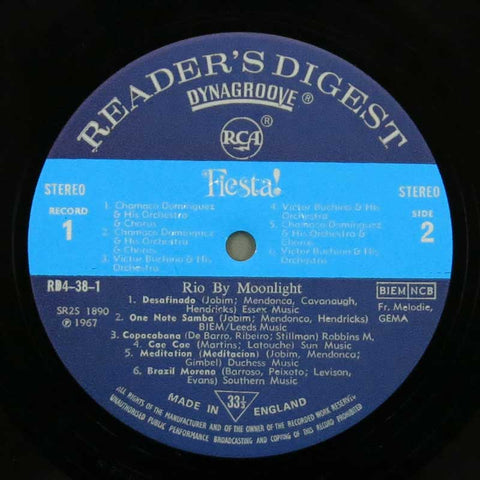 READER'S DIGEST
DYNAGROOVE®
RCA ®
Fiesta!
STEREO
RECORD
1
1. Chamaco Dominguez
& His Orchestra
& Chorus
2. Chamaco Dominguez
& His Orchestra
& Chorus
3. Victor Buchino & His
Orchestra
4. Victor Buchino & His
Orchestra
5. Chamaco Dominguez
& His Orchestra &
Chorus
6. Victor Buchino & His
Orchestra
STEREO
SIDE
2
RD4-38-1
SR2S 1890
℗ 1967
Rio By Moonlight
BIEM NCB
Fr. Melodie,
GEMA
1. Desafinado (Jobim; Mendonca, Cavanaugh,
Hendricks) Essex Music
2. One Note Samba (Jobim; Mendonca, Hendricks)
BIEM/Leeds Music
3. Copacabana (De Barro, Ribeiro; Stillman) Robbins M.
4. Cae Cae (Martins; Latouche) Sun Music
5. Meditation (Meditacion) (Jobim, Mendonca;
Gimbel) Duchess Music
6. Brazil Moreno (Barroso, Peixoto; Levison,
Evans) Southern Music
MADE IN 33⅓ ENGLAND
ALL RIGHTS OF THE MANUFACTURER AND OF THE OWNER OF THE RECORDED WORK RESERVED.
UNAUTHORISED PUBLIC PERFORMANCE BROADCASTING AND COPYING OF THIS RECORD PROHIBITED